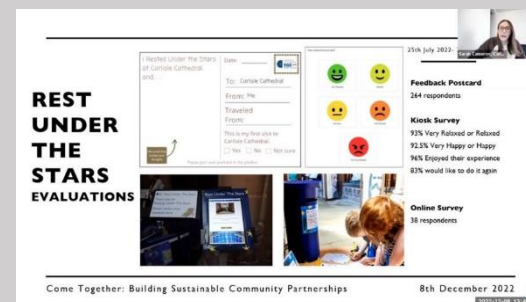 25th July 2022-
REST
UNDER
THE
STARS
EVALUATIONS
I Rested Under The Stars
of Carlisle Cathedral
and...
Date:
To: Carlisle Cathedral
From: Me
Traveled
From:
This is my first visit to
Carlisle Cathedral:
Yes No Not sure
Feedback Postcard
264 respondents
Kiosk Survey
93% Very Relaxed or Relaxed
92.5% Very Happy or Happy
96% Enjoyed their experience
83% would like to do it again
Online Survey
38 respondents
Rest Under The Stars
Come Together: Building Sustainable Community Partnerships
8th December 2022